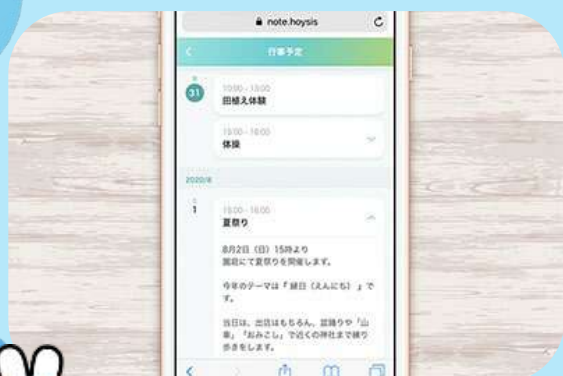 note.hoysis
行事予定
31
10:00 - 13:00
田植え体験
15:00 - 16:00
体操
2020/8
1
15:00 - 16:00
夏祭り
8月2日（日）15時より
園庭にて夏祭りを開催します。
今年のテーマは『 縁日（えんにち）』で
す。
当日は、出店はもちろん、盆踊りや「山
車」「おみこし」で近くの神社まで練り
歩きをします。